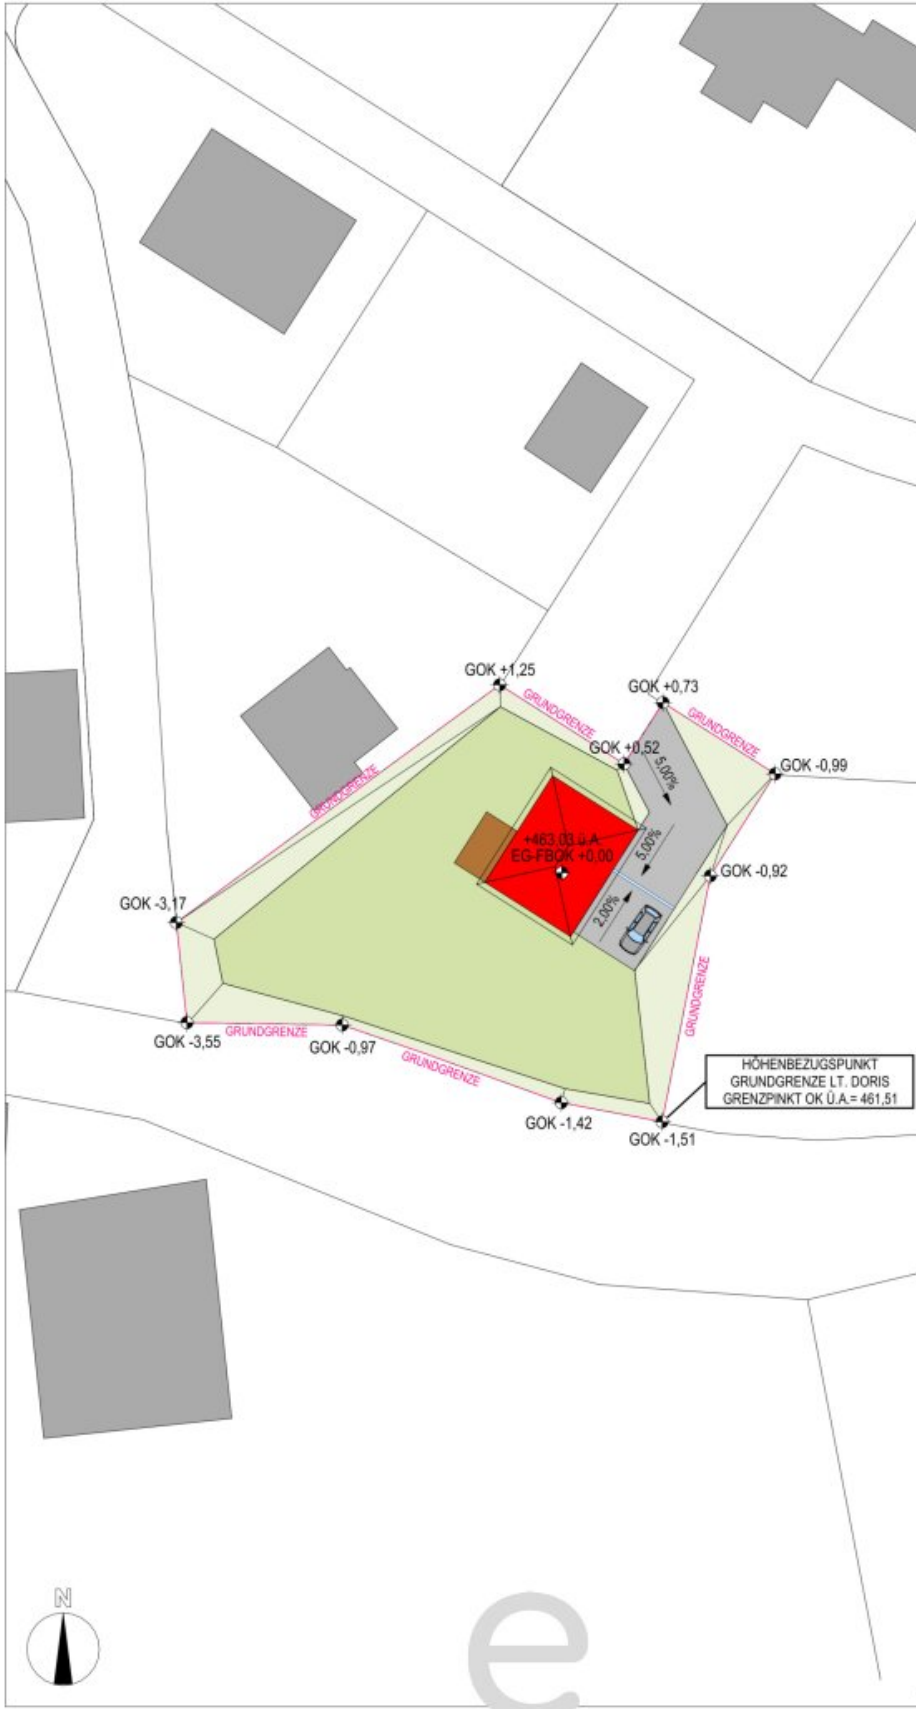 GOK +1,25
GRUNDGRENZE
GOK +0,73
GRUNDGRENZE
GOK +0,52
GOK -0,99
5,00%
GRUNDGRENZE
+463,03 ü.A.
EG-FBOK +0,00
5,00%
GOK -0,92
2,00%
GOK -3,17
GRUNDGRENZE
GOK -3,55
GRUNDGRENZE
GOK -0,97
GRUNDGRENZE
HÖHENBEZUGSPUNKT
GRUNDGRENZE LT. DORIS
GRENZPINKT OK Ü.A.= 461,51
GOK -1,42
GOK -1,51
N
e